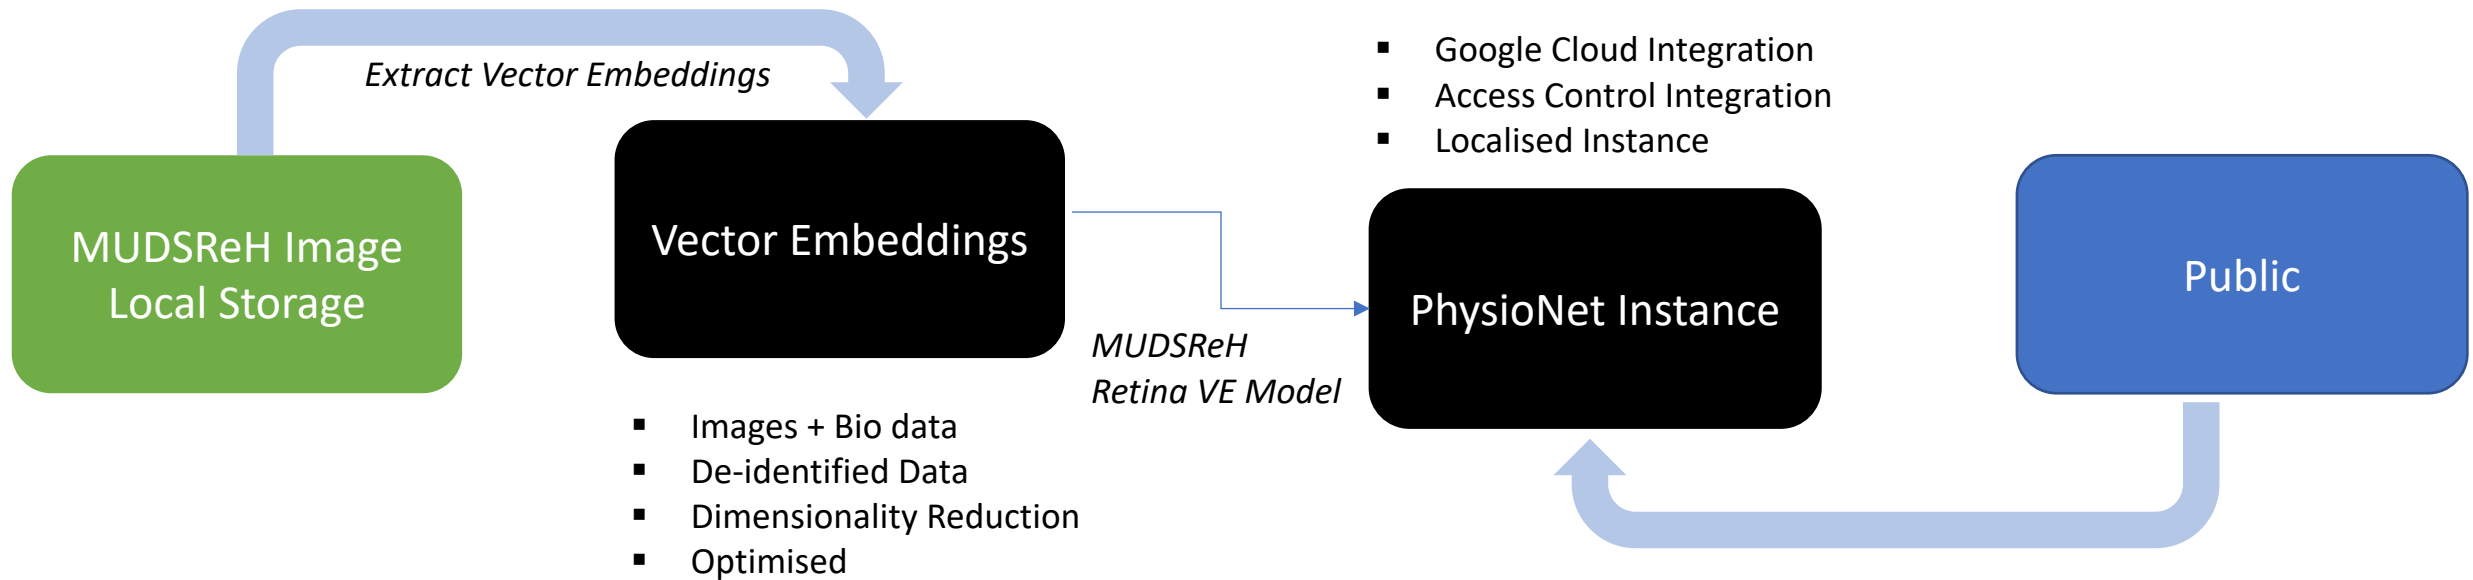 Extract Vector Embeddings
MUDSReH Image
Local Storage
Vector Embeddings
▪ Images + Bio data
▪ De-identified Data
▪ Dimensionality Reduction
▪ Optimised
MUDSReH
Retina VE Model
▪ Google Cloud Integration
▪ Access Control Integration
▪ Localised Instance
PhysioNet Instance
Public